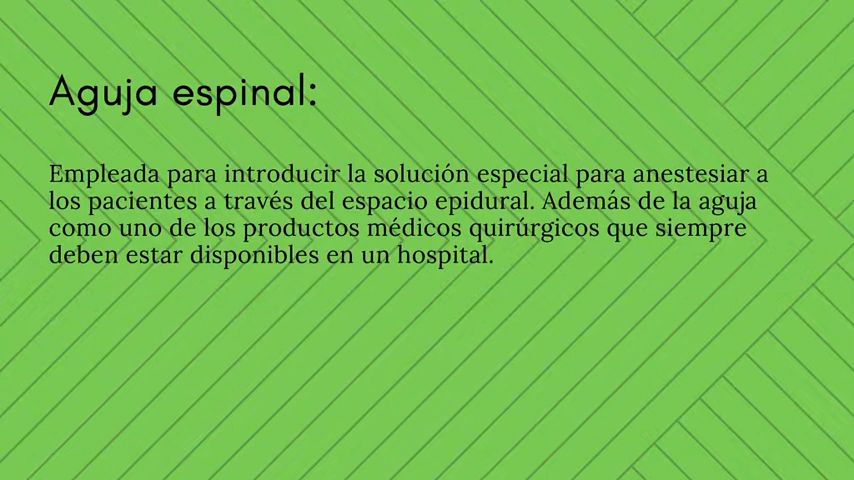 Aguja espinal:
Empleada para introducir la solución especial para anestesiar a
los pacientes a través del espacio epidural. Además de la aguja
como uno de los productos médicos quirúrgicos que siempre
deben estar disponibles en un hospital.